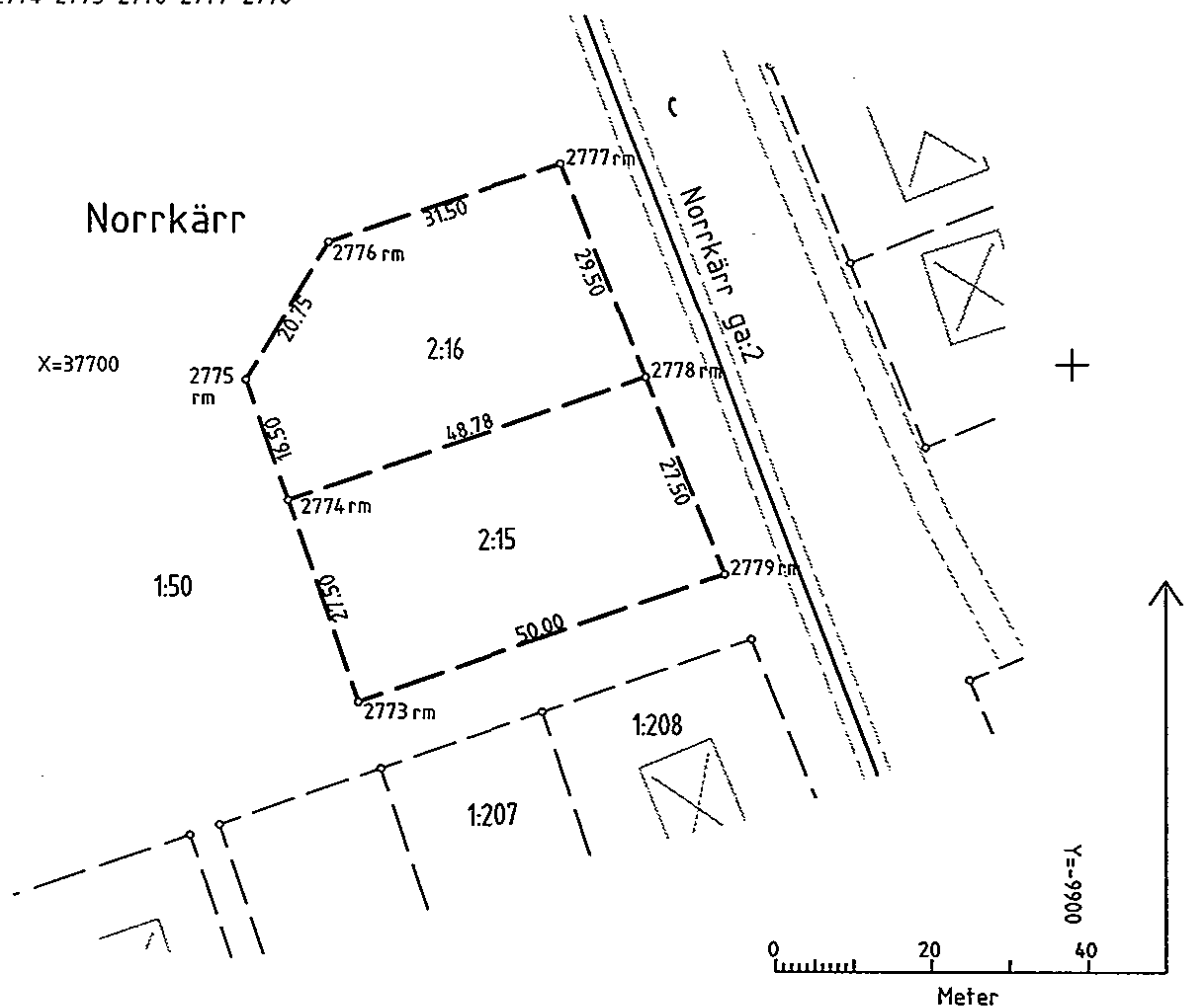 2777 rm
31.50
Norrkärr
2776 rm
Norrkärr ga:2
29.50
20.75
2:16
X=37700
2775
rm
2778 rm
16.50
48.78
27.50
2774 rm
2:15
2779 rm
1:50
27.50
50.00
2773 rm
1:208
1:207
Y=-9900
0 20 40
Meter